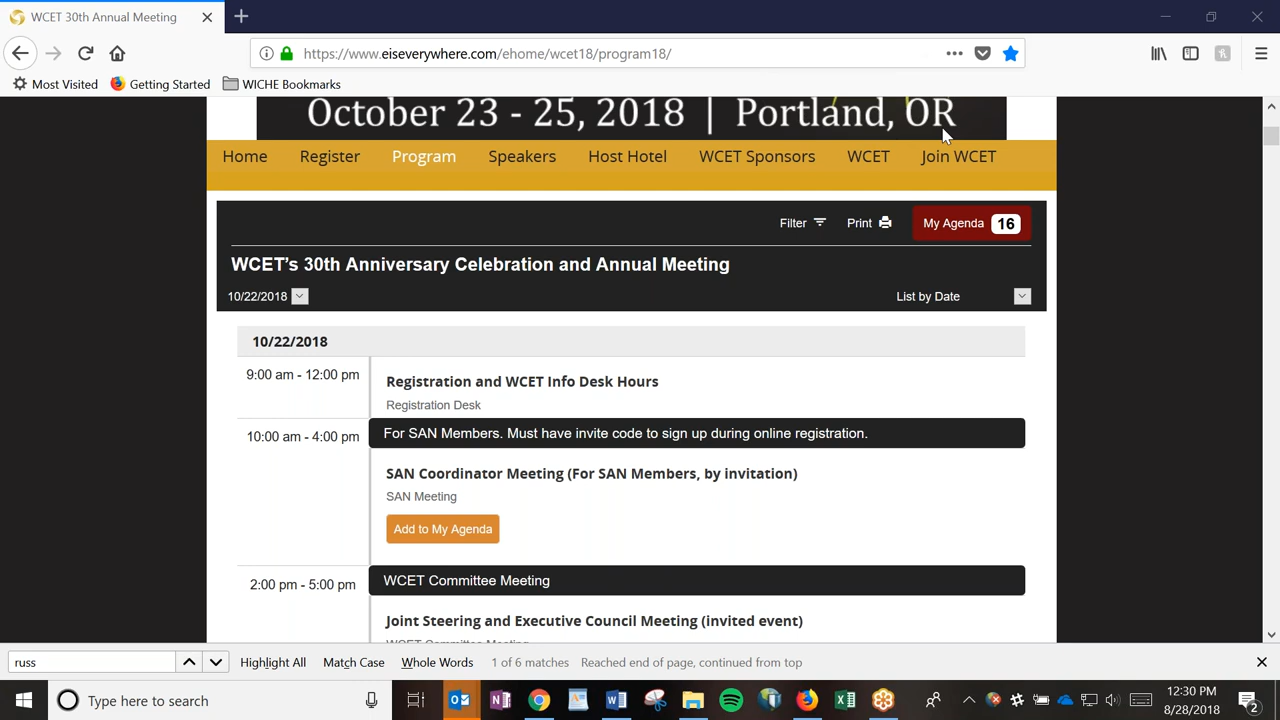 WCET 30th Annual Meeting
https://www.eiseverywhere.com/ehome/wcet18/program18/
Most Visited Getting Started WICHE Bookmarks
October 23 - 25, 2018 | Portland, OR
Home Register Program Speakers Host Hotel WCET Sponsors WCET Join WCET
Filter Print My Agenda 16
WCET’s 30th Anniversary Celebration and Annual Meeting
10/22/2018 List by Date
10/22/2018
9:00 am - 12:00 pm Registration and WCET Info Desk Hours
Registration Desk
10:00 am - 4:00 pm For SAN Members. Must have invite code to sign up during online registration.
SAN Coordinator Meeting (For SAN Members, by invitation)
SAN Meeting
Add to My Agenda
2:00 pm - 5:00 pm WCET Committee Meeting
Joint Steering and Executive Council Meeting (invited event)
WCET Committee Meeting
russ Highlight All Match Case Whole Words 1 of 6 matches Reached end of page, continued from top
Type here to search 12:30 PM
8/28/2018 2